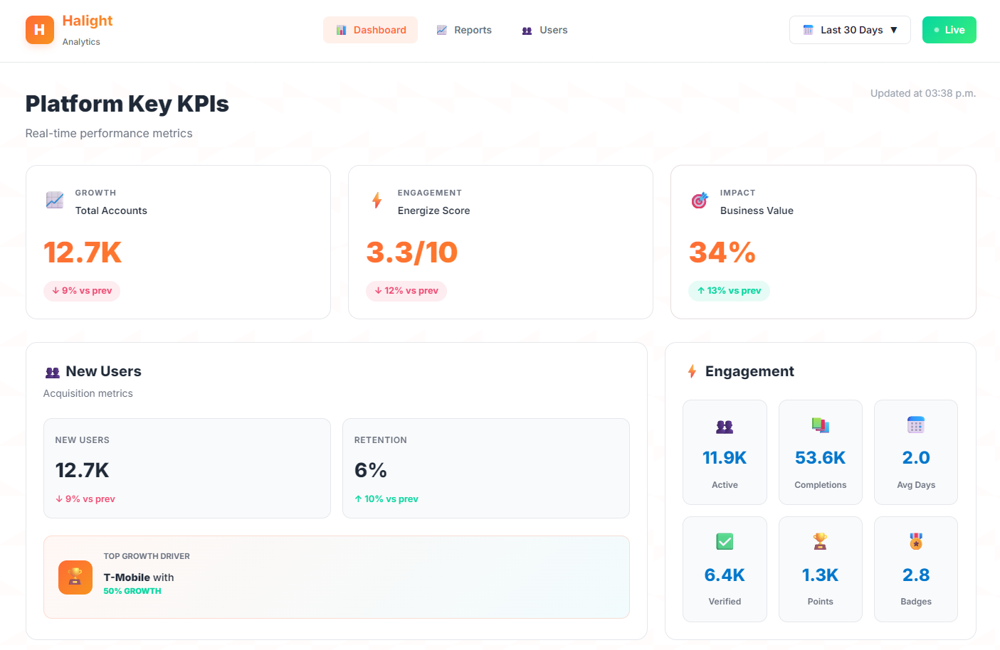 H
Halight
Analytics
Dashboard
Reports
Users
Last 30 Days ▼
Live
Platform Key KPIs
Real-time performance metrics
Updated at 03:38 p.m.
GROWTH
Total Accounts
12.7K
↓ 9% vs prev
ENGAGEMENT
Energize Score
3.3/10
↓ 12% vs prev
IMPACT
Business Value
34%
↑ 13% vs prev
New Users
Acquisition metrics
NEW USERS
12.7K
↓ 9% vs prev
RETENTION
6%
↑ 10% vs prev
TOP GROWTH DRIVER
T-Mobile with
50% GROWTH
Engagement
11.9K
Active
53.6K
Completions
2.0
Avg Days
6.4K
Verified
1.3K
Points
2.8
Badges